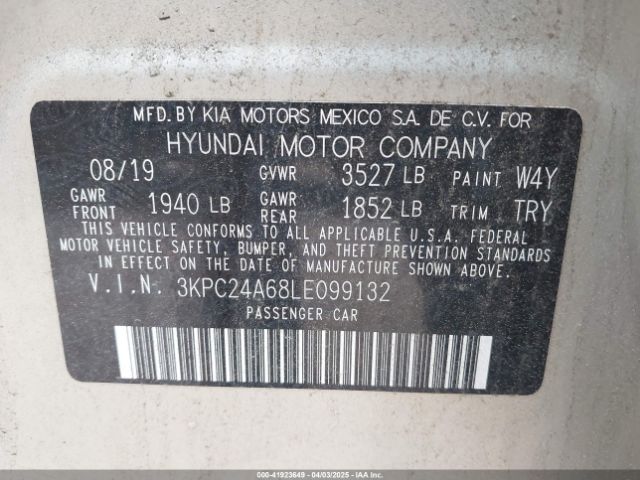 MFD. BY KIA MOTORS MEXICO S.A. DE C.V. FOR
HYUNDAI MOTOR COMPANY
08/19 GVWR 3527 LB PAINT W4Y
GAWR FRONT 1940 LB GAWR REAR 1852 LB TRIM TRY
THIS VEHICLE CONFORMS TO ALL APPLICABLE U.S.A. FEDERAL
MOTOR VEHICLE SAFETY, BUMPER, AND THEFT PREVENTION STANDARDS
IN EFFECT ON THE DATE OF MANUFACTURE SHOWN ABOVE.
V.I.N. 3KPC24A68LE099132
PASSENGER CAR
000-41923649 - 04/03/2025 - IAAI.COM